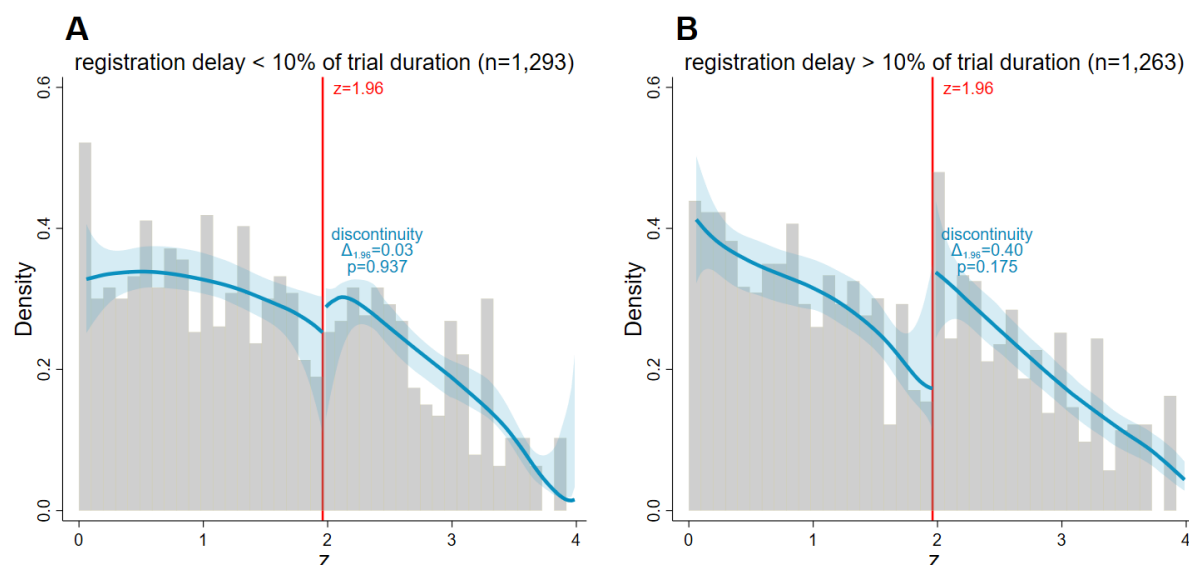 A
registration delay < 10% of trial duration (n=1,293)
0.6
0.4
0.2
0.0
Density
z=1.96
discontinuity
Δ1.96=0.03
p=0.937
0 1 2 3 4
z
B
registration delay > 10% of trial duration (n=1,263)
0.6
0.4
0.2
0.0
Density
z=1.96
discontinuity
Δ1.96=0.40
p=0.175
0 1 2 3 4
z